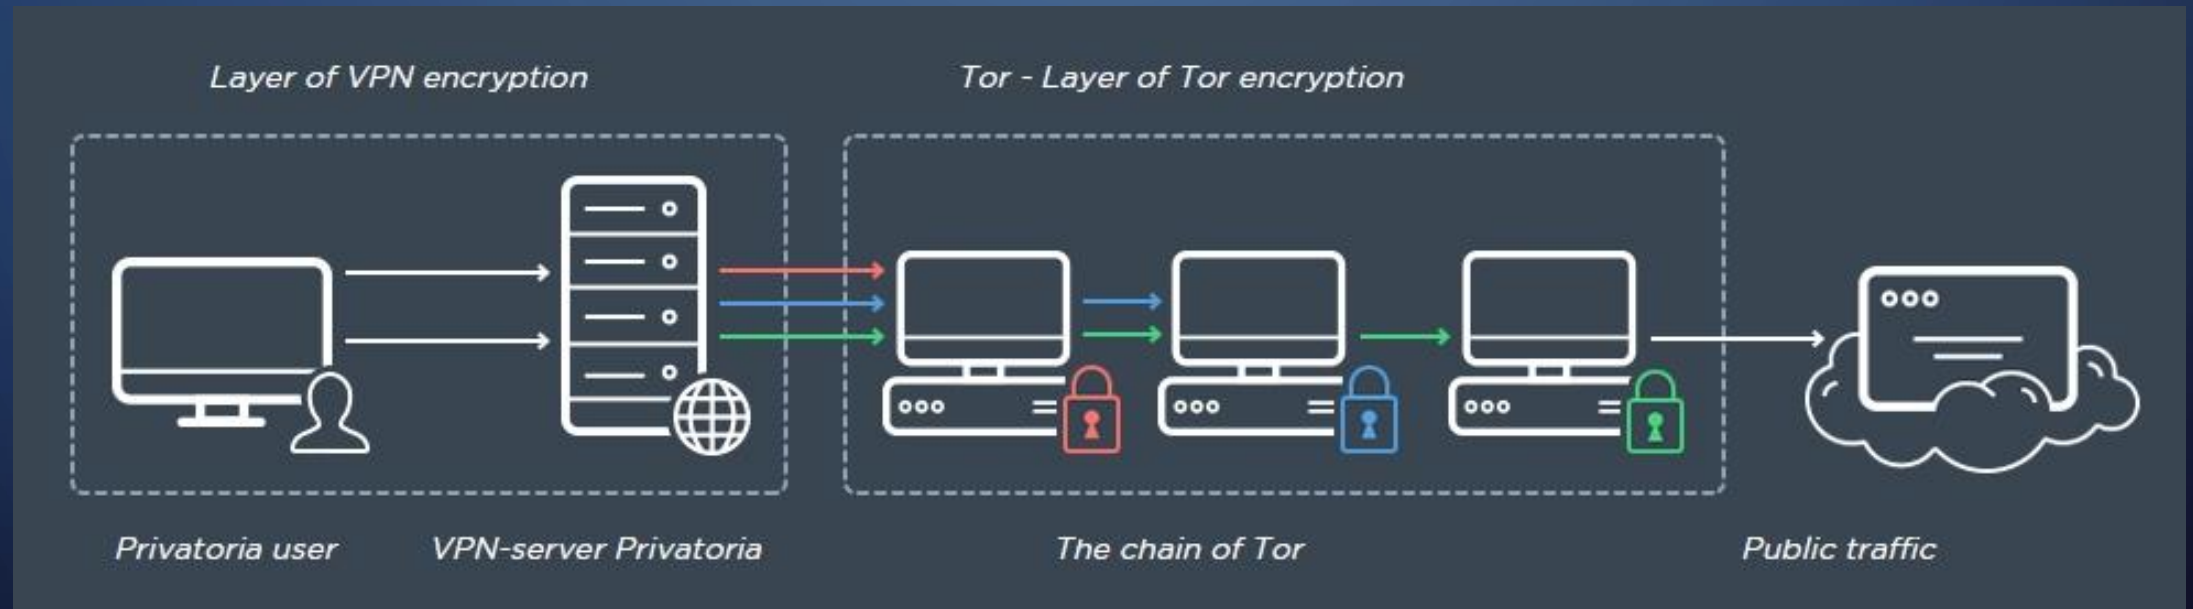 Layer of VPN encryption
Tor - Layer of Tor encryption
Privatoria user
VPN-server Privatoria
The chain of Tor
Public traffic